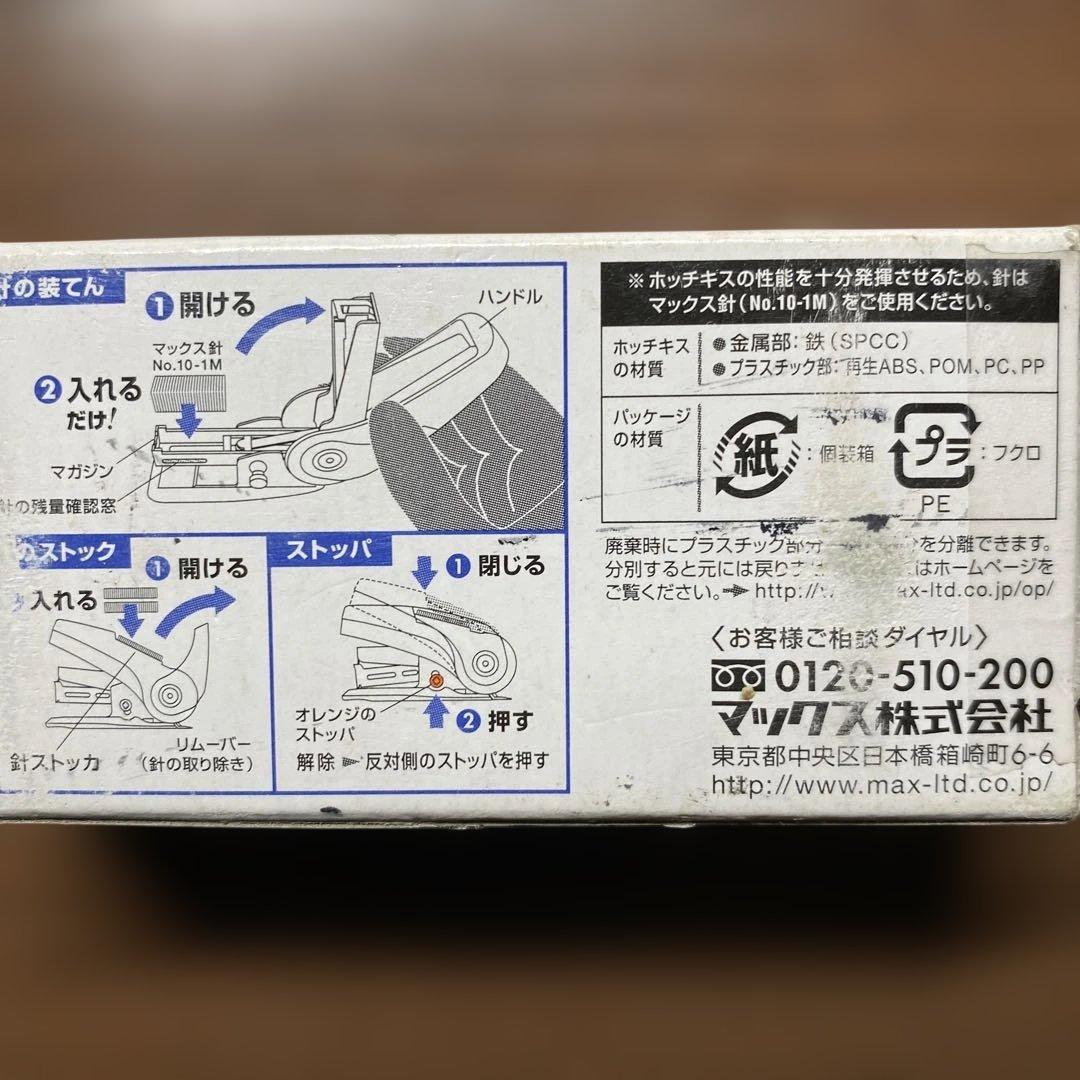 針の装てん
1 開ける
ハンドル
マックス針
No.10-1M
2 入れる
だけ!
マガジン
針の残量確認窓
ストック
1 開ける
入れる
針ストッカ
リムーバー
(針の取り除き)
ストッパ
1 閉じる
オレンジの
ストッパ
2 押す
解除 反対側のストッパを押す
※ホッチキスの性能を十分発揮させるため、針は
マックス針(No.10-1M)をご使用ください。
ホッチキス
の材質
●金属部:鉄(SPCC)
●プラスチック部:再生ABS、POM、PC、PP
パッケージ
の材質
紙:個装箱
プラ:フクロ
PE
廃棄時にプラスチック部分 分を分離できます。
分別すると元には戻りま はホームページを
ご覧ください。➡http:// ax-ltd.co.jp/op/
〈お客様ご相談ダイヤル〉
0120-510-200
マックス株式会社
東京都中央区日本橋箱崎町6-6
http://www.max-ltd.co.jp/